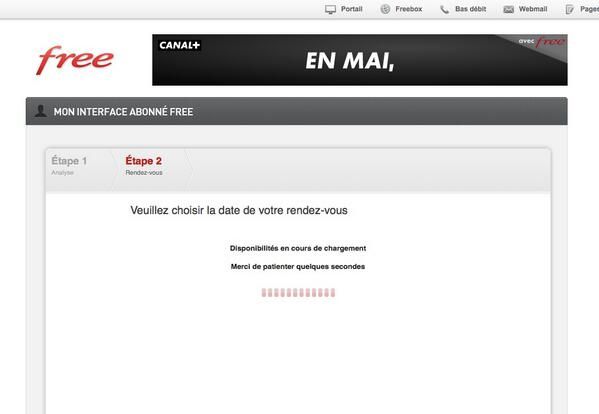 Portail Freebox Bas débit Webmail Pages
free
CANAL+ EN MAI, avec free
MON INTERFACE ABONNÉ FREE
Étape 1 Étape 2
Analyse Rendez-vous
Veuillez choisir la date de votre rendez-vous
Disponibilités en cours de chargement
Merci de patienter quelques secondes